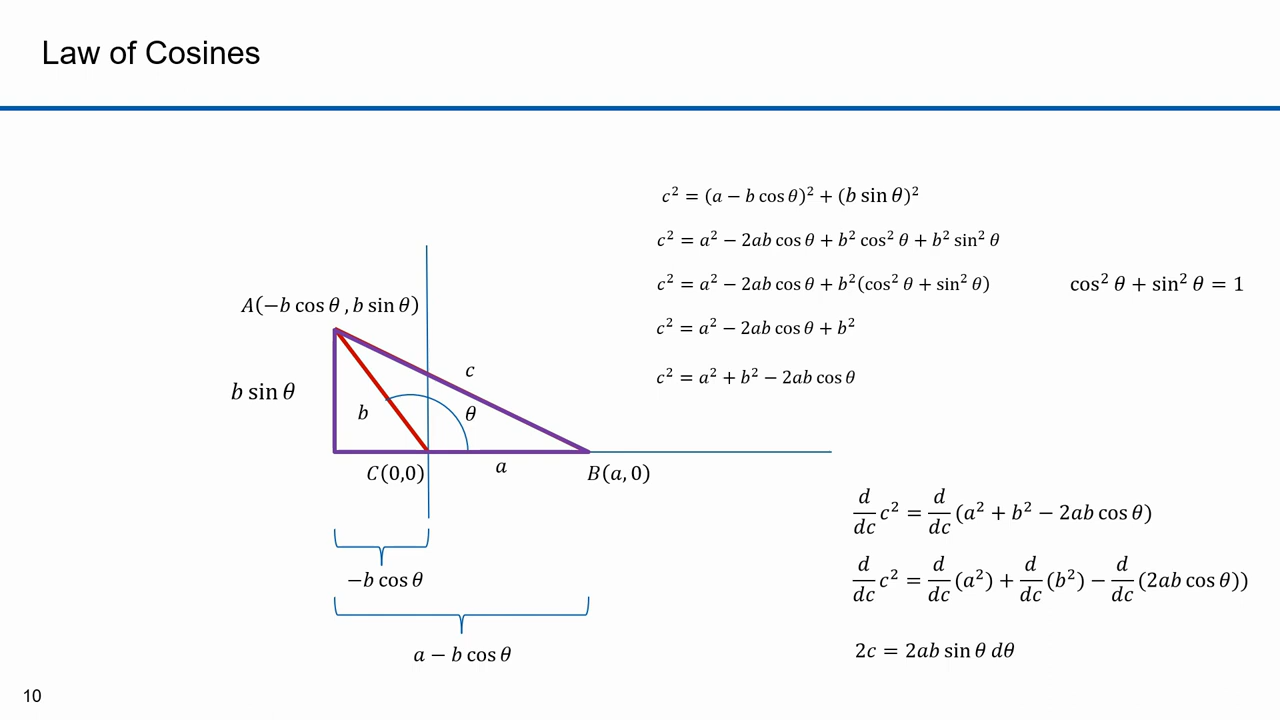 Law of Cosines
c² = (a − b cos θ)² + (b sin θ)²
c² = a² − 2ab cos θ + b² cos² θ + b² sin² θ
c² = a² − 2ab cos θ + b²(cos² θ + sin² θ)
cos² θ + sin² θ = 1
c² = a² − 2ab cos θ + b²
c² = a² + b² − 2ab cos θ
A(−b cos θ , b sin θ)
c
b sin θ
b
θ
C(0,0)
a
B(a, 0)
−b cos θ
a − b cos θ
d/dc c² = d/dc (a² + b² − 2ab cos θ)
d/dc c² = d/dc (a²) + d/dc (b²) − d/dc (2ab cos θ))
2c = 2ab sin θ dθ
10